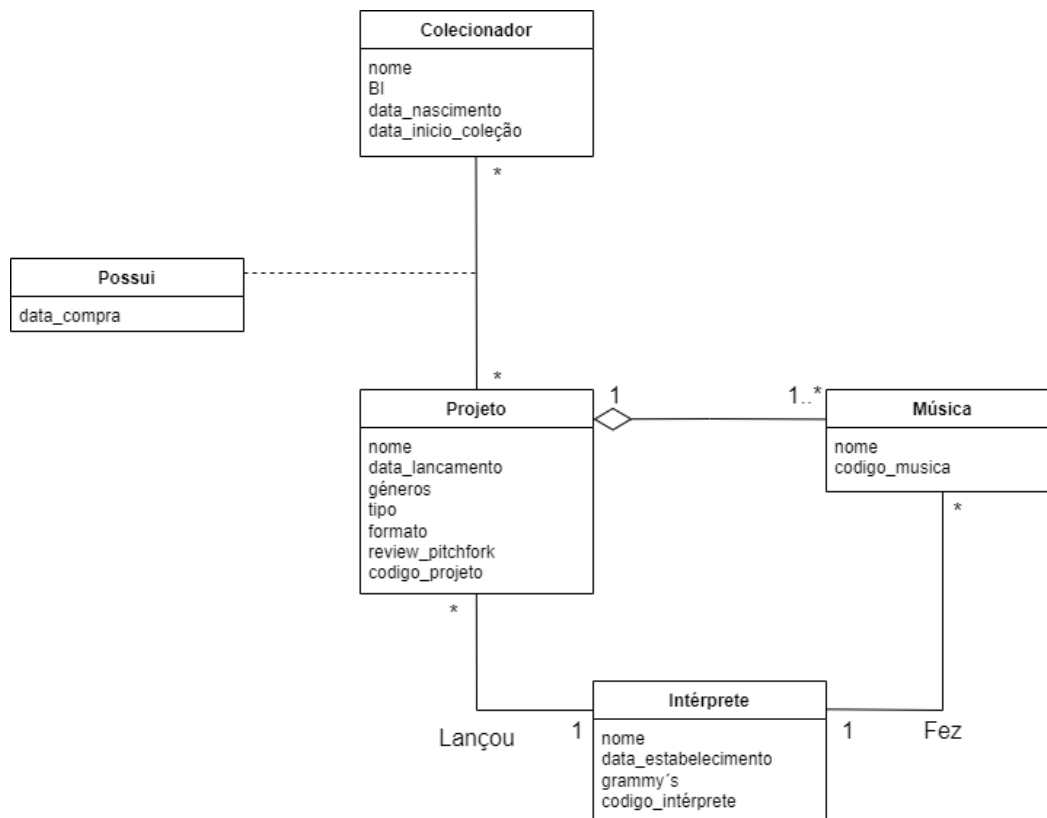 Colecionador
nome
BI
data_nascimento
data_inicio_coleção
*
Possui
data_compra
*
Projeto
nome
data_lancamento
géneros
tipo
formato
review_pitchfork
codigo_projeto
1
1..*
Música
nome
codigo_musica
*
*
Lançou
1
Intérprete
nome
data_estabelecimento
grammy´s
codigo_intérprete
1
Fez